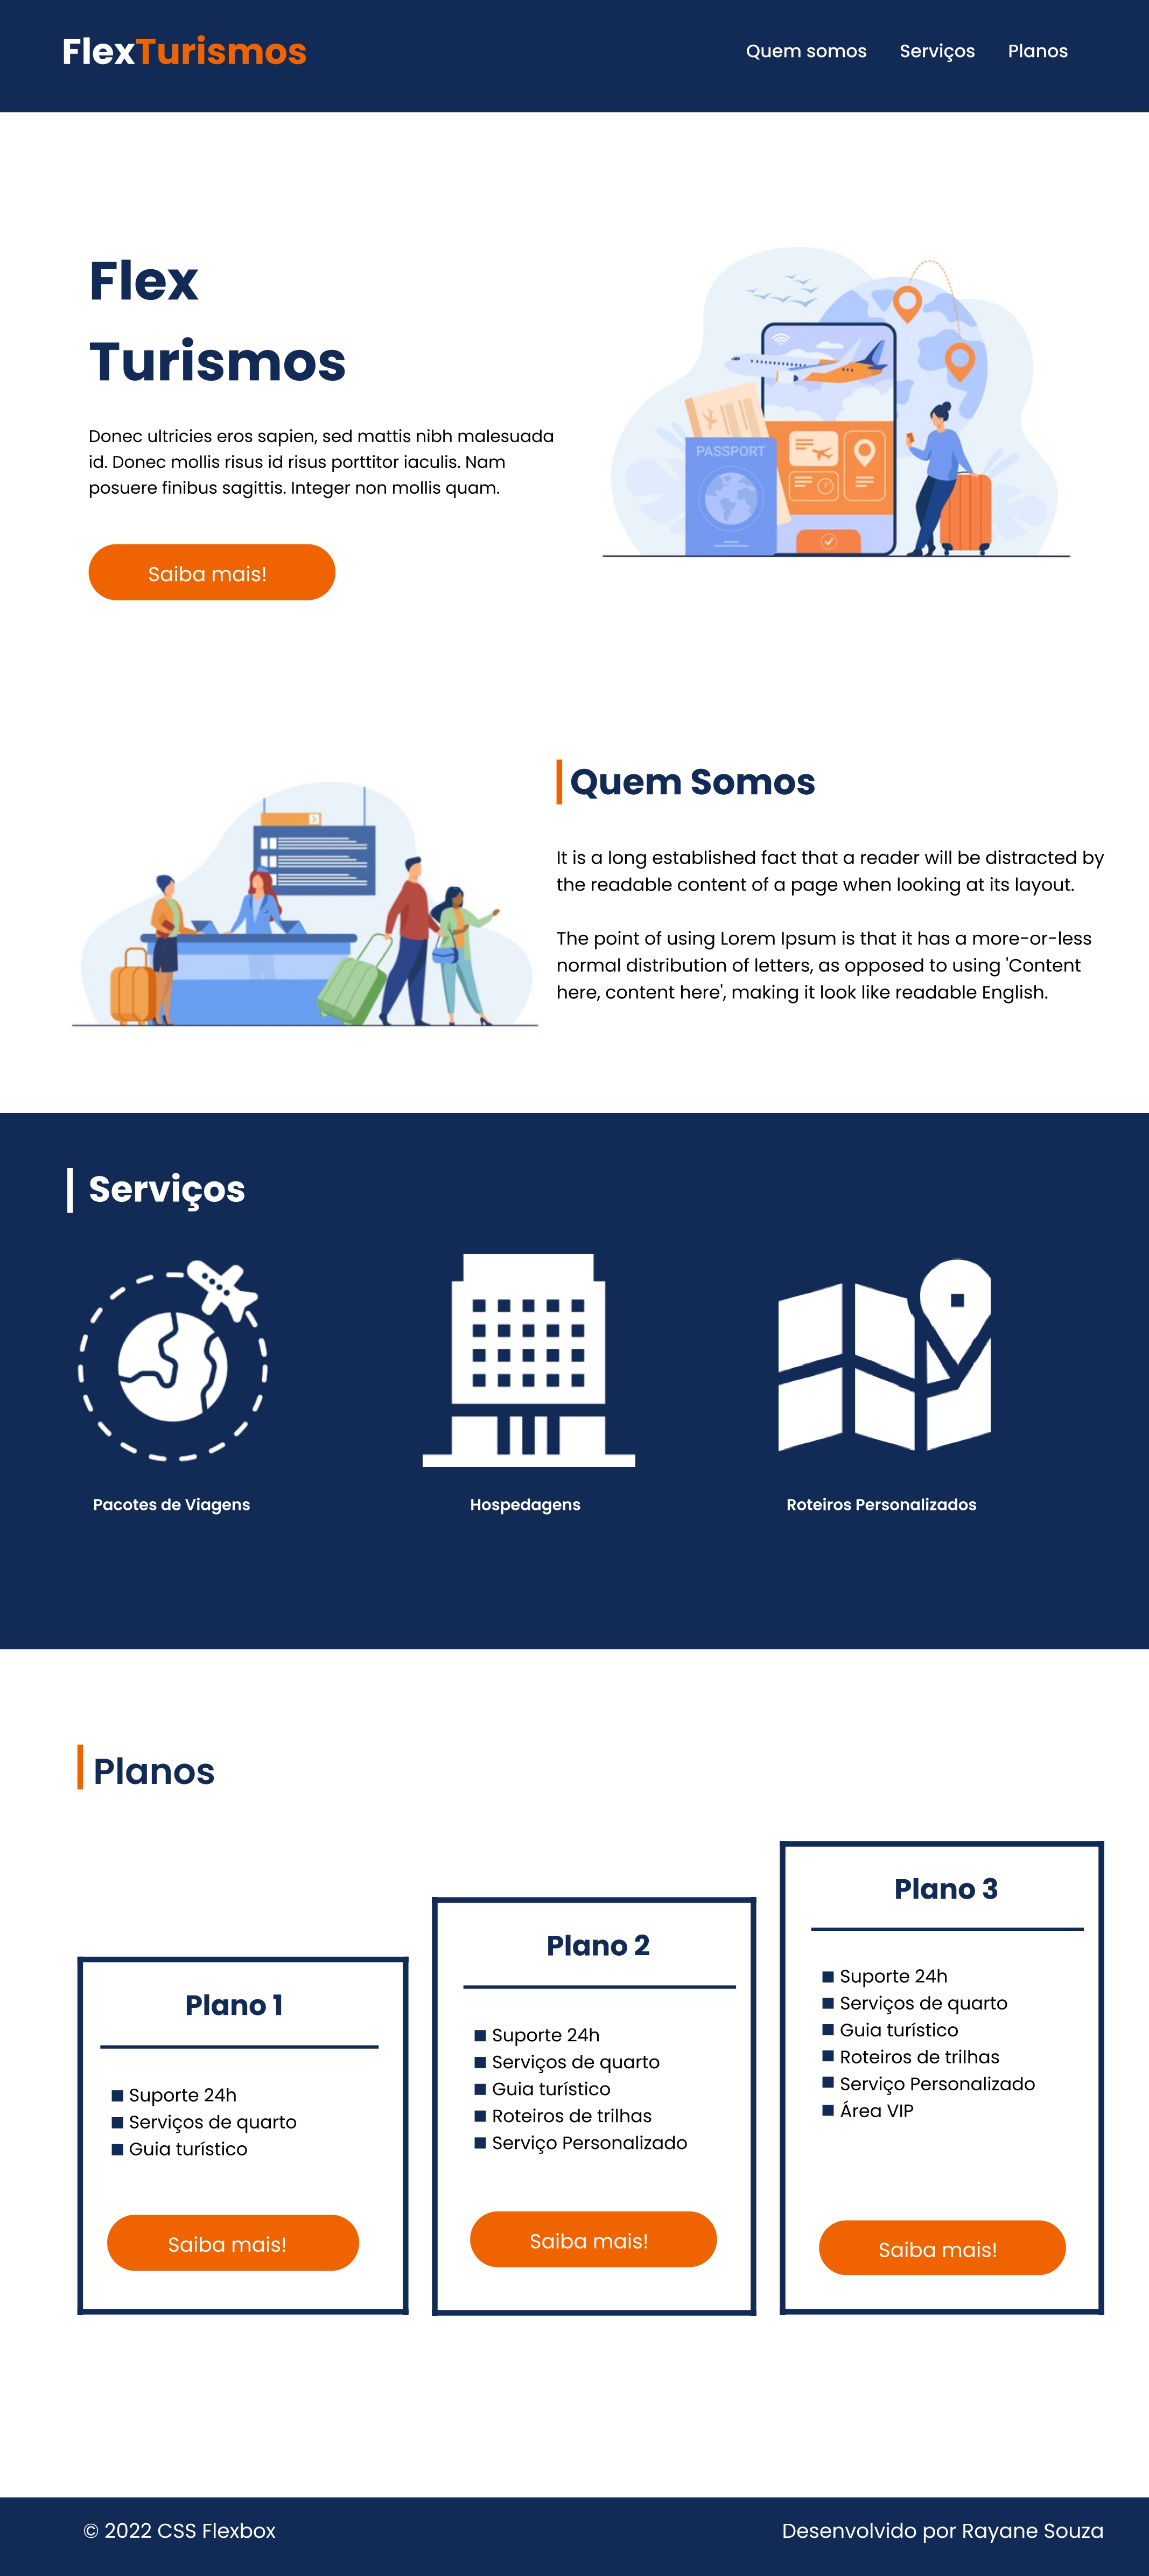 FlexTurismos
Quem somos Serviços Planos
Flex
Turismos
Donec ultricies eros sapien, sed mattis nibh malesuada
id. Donec mollis risus id risus porttitor iaculis. Nam
posuere finibus sagittis. Integer non mollis quam.
Saiba mais!
PASSPORT
Quem Somos
It is a long established fact that a reader will be distracted by
the readable content of a page when looking at its layout.
The point of using Lorem Ipsum is that it has a more-or-less
normal distribution of letters, as opposed to using 'Content
here, content here', making it look like readable English.
Serviços
Pacotes de Viagens
Hospedagens
Roteiros Personalizados
Planos
Plano 1
Suporte 24h
Serviços de quarto
Guia turístico
Saiba mais!
Plano 2
Suporte 24h
Serviços de quarto
Guia turístico
Roteiros de trilhas
Serviço Personalizado
Saiba mais!
Plano 3
Suporte 24h
Serviços de quarto
Guia turístico
Roteiros de trilhas
Serviço Personalizado
Área VIP
Saiba mais!
© 2022 CSS Flexbox
Desenvolvido por Rayane Souza